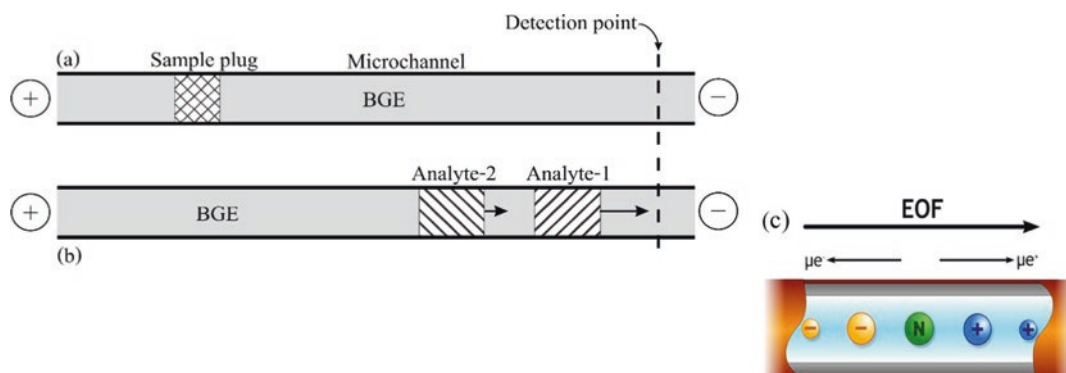 Detection point
(a)
Sample plug
Microchannel
+
BGE
−
Analyte-2
Analyte-1
+
BGE
−
(b)
(c)
EOF
μe⁻
μe⁺
−
−
N
+
+